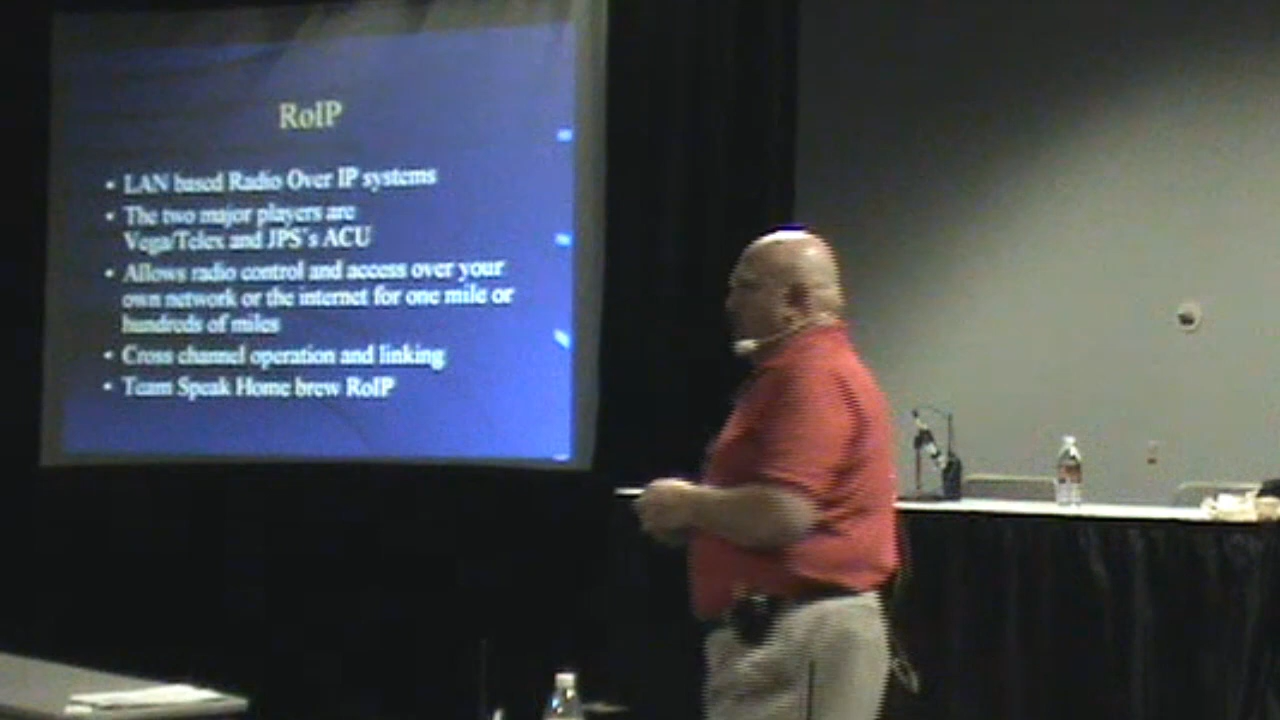 RoIP
• LAN based Radio Over IP systems
• The two major players are
Vega/Telex and JPS's ACU
• Allows radio control and access over your
own network or the internet for one mile or
hundreds of miles
• Cross channel operation and linking
• Team Speak Home brew RoIP